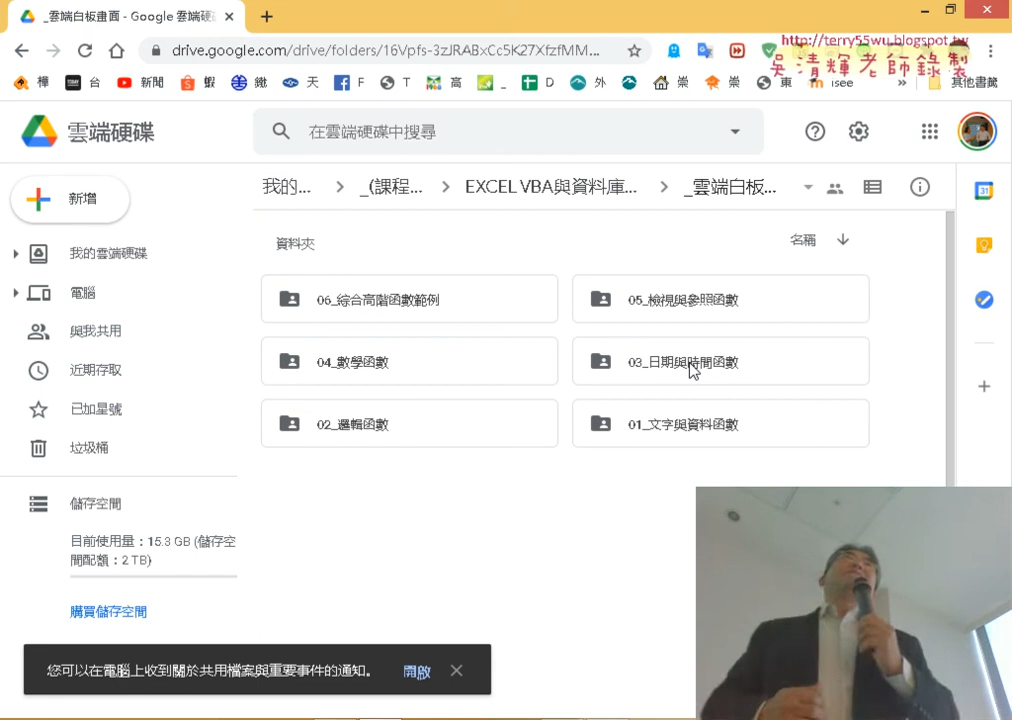 _雲端白板畫面 - Google 雲端硬
drive.google.com/drive/folders/16Vpfs-3zJRABxCc5K27XfzfMM...
http://terry55wu.blogspot.tw
吳清輝老師錄製
樺 台 新聞 蝦 鐵 天 F T 高 _ D 外 崇 崇 東 isee » 其他書籤
雲端硬碟
在雲端硬碟中搜尋
新增
我的... > _(課程... > EXCEL VBA與資料庫... > _雲端白板...
31
資料夾
名稱
我的雲端硬碟
電腦
與我共用
近期存取
已加星號
垃圾桶
06_綜合高階函數範例
05_檢視與參照函數
04_數學函數
03_日期與時間函數
02_邏輯函數
01_文字與資料函數
儲存空間
目前使用量：15.3 GB (儲存空
間配額：2 TB)
購買儲存空間
您可以在電腦上收到關於共用檔案與重要事件的通知。 開啟